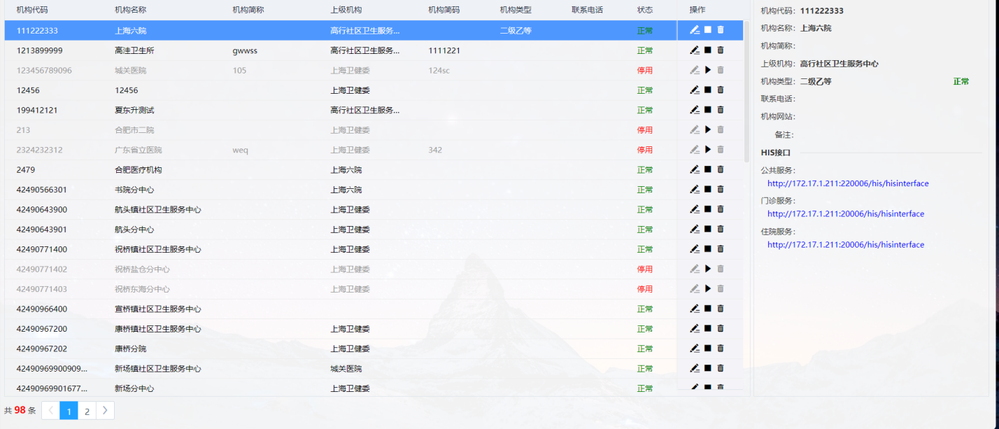 机构代码 机构名称 机构简称 上级机构 机构简码 机构类型 联系电话 状态 操作
111222333 上海六院 高行社区卫生服务... 二级乙等 正常
1213899999 高洼卫生所 gwwss 高行社区卫生服务... 1111221 正常
123456789096 城关医院 105 上海卫健委 124sc 停用
12456 12456 上海卫健委 正常
199412121 夏东升测试 高行社区卫生服务... 正常
213 合肥市二院 上海卫健委 停用
2324232312 广东省立医院 weq 上海卫健委 342 停用
2479 合肥医疗机构 上海六院 正常
42490566301 书院分中心 上海六院 正常
42490643900 航头镇社区卫生服务中心 上海卫健委 正常
42490643901 航头分中心 上海卫健委 正常
42490771400 祝桥镇社区卫生服务中心 上海卫健委 正常
42490771402 祝桥盐仓分中心 上海卫健委 停用
42490771403 祝桥东海分中心 上海卫健委 停用
42490966400 宣桥镇社区卫生服务中心 正常
42490967200 康桥镇社区卫生服务中心 上海卫健委 正常
42490967202 康桥分院 上海卫健委 正常
42490969900909... 新场镇社区卫生服务中心 城关医院 正常
42490969901677... 新场分中心 上海卫健委 正常
共 98 条 1 2
机构代码: 111222333
机构名称: 上海六院
机构简称:
上级机构: 高行社区卫生服务中心
机构类型: 二级乙等 正常
联系电话:
机构网站:
备注:
HIS接口
公共服务:
http://172.17.1.211:220006/his/hisinterface
门诊服务:
http://172.17.1.211:20006/his/hisinterface
住院服务:
http://172.17.1.211:20006/his/hisinterface